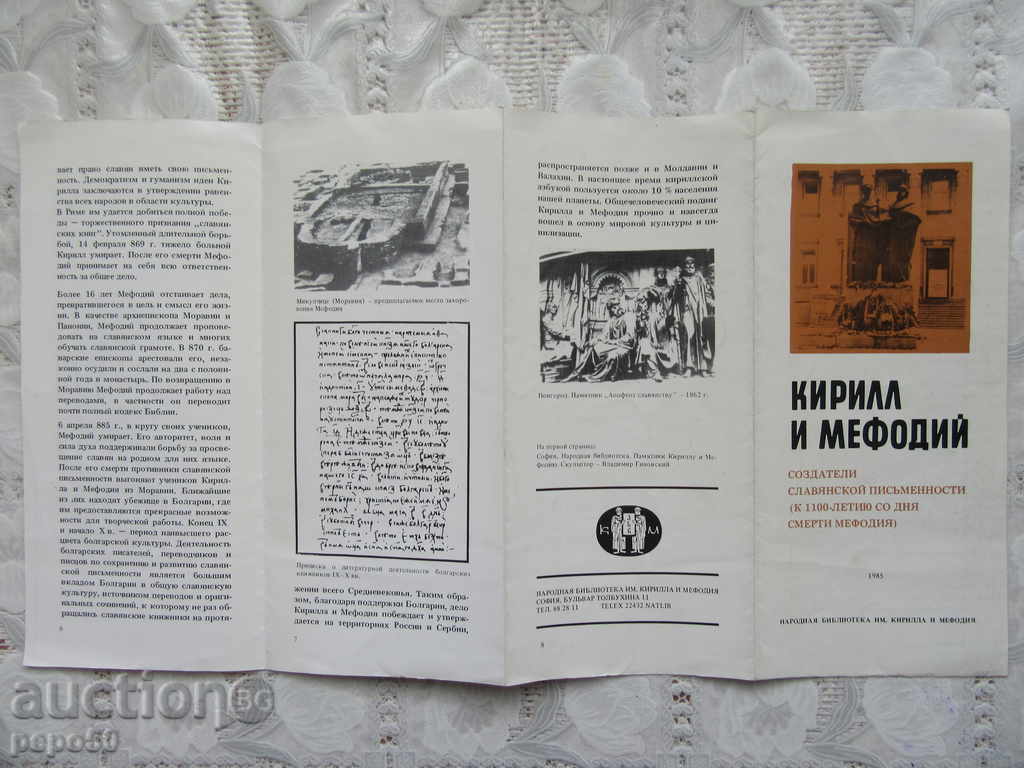 вает право славян иметь свою письмен-
ность. Демократизм и гуманизм идеи Ки-
рилла заключаются в утверждении равен-
ства всех народов в области культуры.
В Риме им удается добиться полной побе-
ды – торжественного признания „славян-
ских книг". Утомленный длительной борь-
бой, 14 февраля 869 г. тяжело больной
Кирилл умирает. После его смерти Мефо-
дий принимает на себя всю ответствен-
ность за общее дело.
Более 16 лет Мефодий отстаивает дела,
превратившегося в цель и смысл его жиз-
ни. В качестве архиепископа Моравии и
Панонии, Мефодий продолжает проповед-
овать на славянском языке и многих
обучать славянской грамоте. В 870 г. ба-
варские епископы арестовали его, неза-
конно осудили и сослали на два с полови-
ной года в монастырь. По возвращению в
Моравию Мефодий продолжает работу над
переводами, в частности он переводит
почти полный кодекс Библии.
6 апреля 885 г., в кругу своих учеников,
Мефодий умирает. Его авторитет, воля и
сила духа поддерживали борьбу за просве-
щение славян на родном для них языке.
После его смерти противники славянской
письменности выгоняют учеников Кирил-
ла и Мефодия из Моравии. Ближайшие
из них находят убежище в Болгарии, где
им создаются прекрасные возможности
для творческой работы. Конец IX
и начало X в. – период наивысшего рас-
цвета болгарской культуры. Деятельность
болгарских писателей, переводчиков и
писцов по сохранению и развитию славян-
ской письменности является большим
вкладом Болгарии в общую славянскую
культуру, источником переводов и ориги-
нальных сочинений, к которому не раз об-
ращались славянские книжники на протя-
6
Микулчице (Моравия) – предполагаемое место захоро-
нения Мефодия
Приписка о литературной деятельности болгарских
книжников IX–X вв.
жении всего Средневековья. Таким обра-
зом, благодаря поддержки Болгарии, дело
Кирилла и Мефодия побеждает и утверж-
дается на территориях России и Сербии,
7
распространяется позже и в Молдавии и
Валахии. В настоящее время кирилской
азбукой пользуется около 10 % населения
нашей планеты. Общечеловеческий подвиг
Кирилла и Мефодия прочно и навсегда
вошел в основу мировой культуры и ци-
вилизации.
Новгород. Памятник „Апофеоз славянству" – 1862 г.
На первой странице
София, Народная библиотека. Памятник Кириллу и Ме-
фодию. Скульптор – Владимир Гиновский
К М
НАРОДНАЯ БИБЛИОТЕКА ИМ. КИРИЛЛА И МЕФОДИЯ
СОФИЯ, БУЛЬВАР ТОЛБУХИНА 11
ТЕЛ. 88 28 11 TELEX 22432 NATLIB
8
КИРИЛЛ
И МЕФОДИЙ
СОЗДАТЕЛИ
СЛАВЯНСКОЙ ПИСЬМЕННОСТИ
(К 1100-ЛЕТИЮ СО ДНЯ
СМЕРТИ МЕФОДИЯ)
1985
НАРОДНАЯ БИБЛИОТЕКА ИМ. КИРИЛЛА И МЕФОДИЯ
auction BG
pepo50